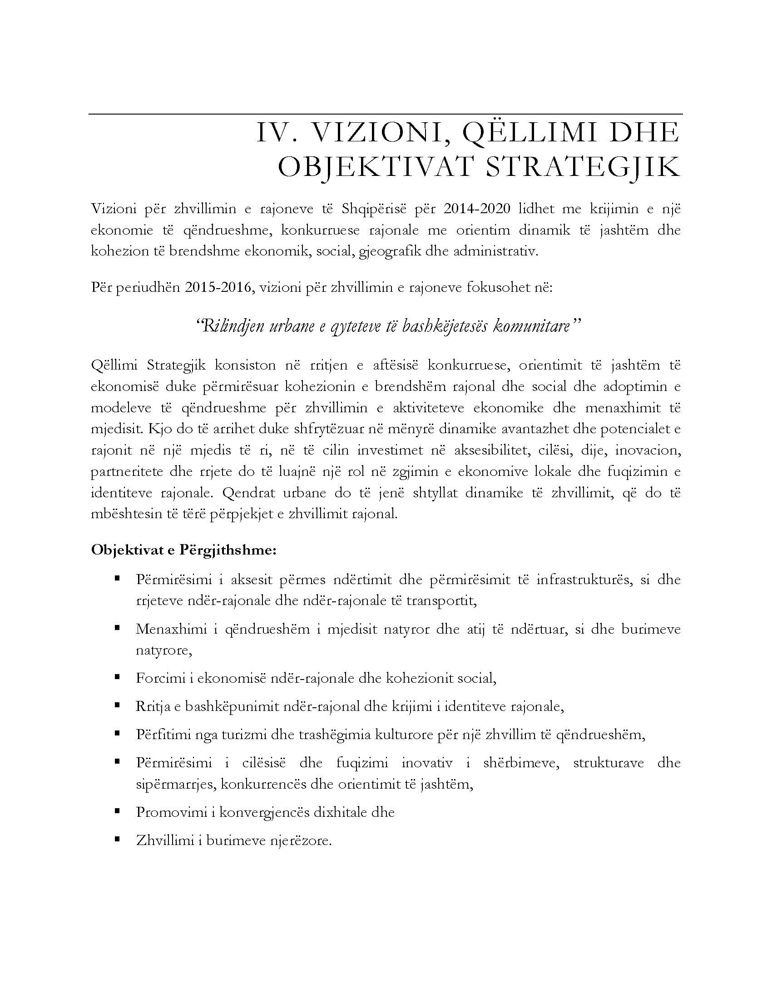 IV. VIZIONI, QËLLIMI DHE
OBJEKTIVAT STRATEGJIK
Vizioni për zhvillimin e rajoneve të Shqipërisë për 2014-2020 lidhet me krijimin e një
ekonomie të qëndrueshme, konkurruese rajonale me orientim dinamik të jashtëm dhe
kohezion të brendshme ekonomik, social, gjeografik dhe administrativ.
Për periudhën 2015-2016, vizioni për zhvillimin e rajoneve fokusohet në:
“Rilindjen urbane e qyteteve të bashkëjetesës komunitare”
Qëllimi Strategjik konsiston në rritjen e aftësisë konkurruese, orientimit të jashtëm të
ekonomisë duke përmirësuar kohezionin e brendshëm rajonal dhe social dhe adoptimin e
modeleve të qëndrueshme për zhvillimin e aktiviteteve ekonomike dhe menaxhimit të
mjedisit. Kjo do të arrihet duke shfrytëzuar në mënyrë dinamike avantazhet dhe potencialet e
rajonit në një mjedis të ri, në të cilin investimet në aksesibilitet, cilësi, dije, inovacion,
partneritete dhe rrjete do të luajnë një rol në zgjimin e ekonomive lokale dhe fuqizimin e
identiteve rajonale. Qendrat urbane do të jenë shtyllat dinamike të zhvillimit, që do të
mbështesin të tërë përpjekjet e zhvillimit rajonal.
Objektivat e Përgjithshme:
▪ Përmirësimi i aksesit përmes ndërtimit dhe përmirësimit të infrastrukturës, si dhe
rrjeteve ndër-rajonale dhe ndër-rajonale të transportit,
▪ Menaxhimi i qëndrueshëm i mjedisit natyror dhe atij të ndërtuar, si dhe burimeve
natyrore,
▪ Forcimi i ekonomisë ndër-rajonale dhe kohezionit social,
▪ Rritja e bashkëpunimit ndër-rajonal dhe krijimi i identiteve rajonale,
▪ Përfitimi nga turizmi dhe trashëgimia kulturore për një zhvillim të qëndrueshëm,
▪ Përmirësimi i cilësisë dhe fuqizimi inovativ i shërbimeve, strukturave dhe
sipërmarrjes, konkurrencës dhe orientimit të jashtëm,
▪ Promovimi i konvergjencës dixhitale dhe
▪ Zhvillimi i burimeve njerëzore.